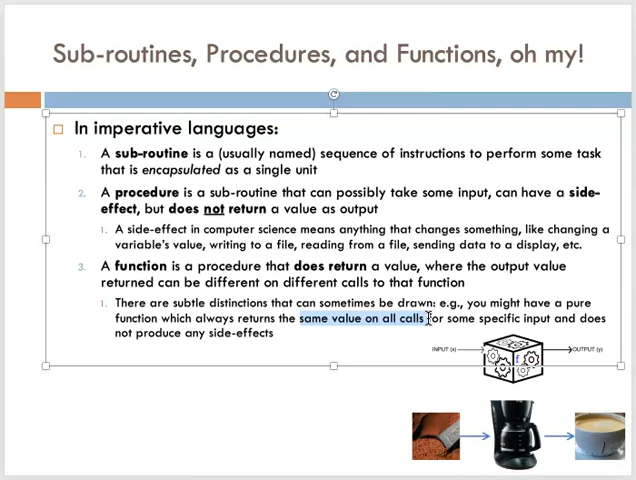 Sub-routines, Procedures, and Functions, oh my!
In imperative languages:
1. A sub-routine is a (usually named) sequence of instructions to perform some task
that is encapsulated as a single unit
2. A procedure is a sub-routine that can possibly take some input, can have a side-
effect, but does not return a value as output
1. A side-effect in computer science means anything that changes something, like changing a
variable's value, writing to a file, reading from a file, sending data to a display, etc.
3. A function is a procedure that does return a value, where the output value
returned can be different on different calls to that function
1. There are subtle distinctions that can sometimes be drawn: e.g., you might have a pure
function which always returns the same value on all calls for some specific input and does
not produce any side-effects
INPUT (x)
f
OUTPUT (y)